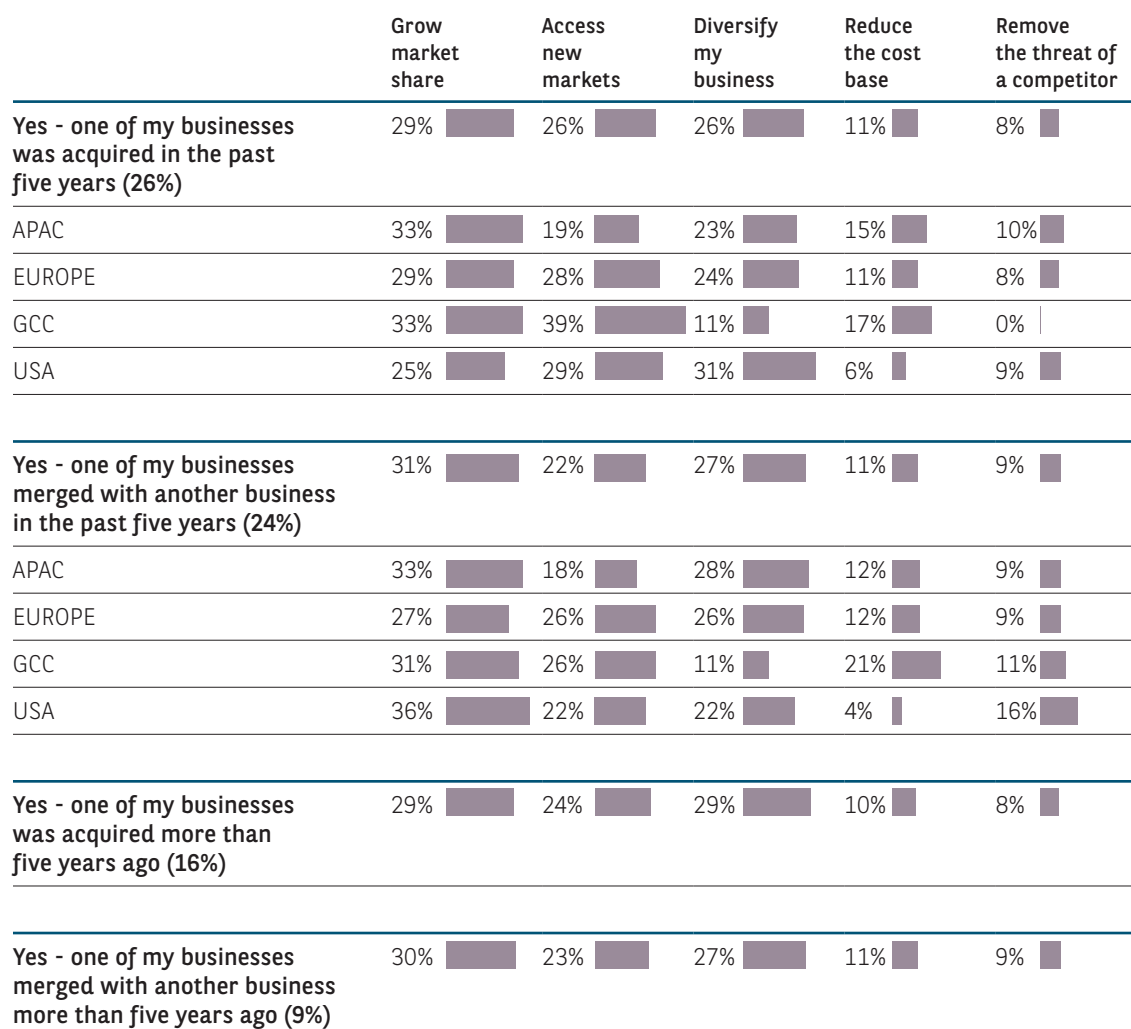 Grow market share Access new markets Diversify my business Reduce the cost base Remove the threat of a competitor
Yes - one of my businesses
was acquired in the past
five years (26%)
29% 26% 26% 11% 8%
APAC 33% 19% 23% 15% 10%
EUROPE 29% 28% 24% 11% 8%
GCC 33% 39% 11% 17% 0%
USA 25% 29% 31% 6% 9%
Yes - one of my businesses
merged with another business
in the past five years (24%)
31% 22% 27% 11% 9%
APAC 33% 18% 28% 12% 9%
EUROPE 27% 26% 26% 12% 9%
GCC 31% 26% 11% 21% 11%
USA 36% 22% 22% 4% 16%
Yes - one of my businesses
was acquired more than
five years ago (16%)
29% 24% 29% 10% 8%
Yes - one of my businesses
merged with another business
more than five years ago (9%)
30% 23% 27% 11% 9%